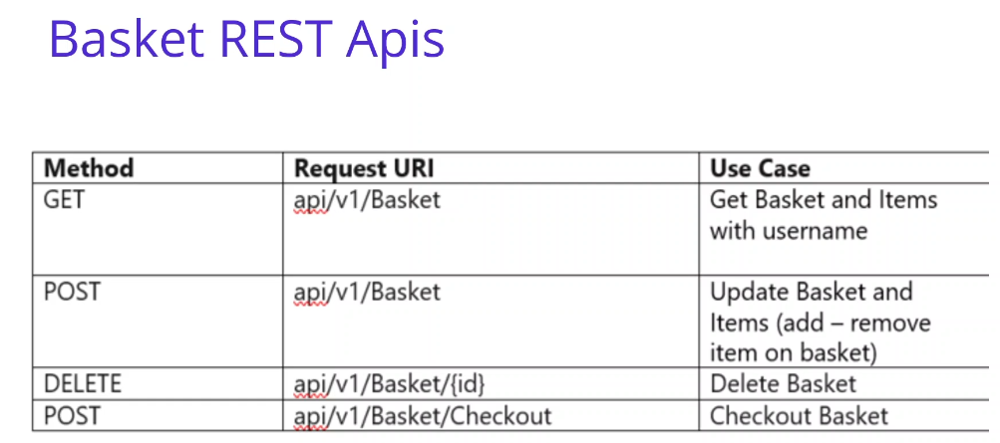 Basket REST Apis
Method Request URI Use Case
GET api/v1/Basket Get Basket and Items
with username
POST api/v1/Basket Update Basket and
Items (add – remove
item on basket)
DELETE api/v1/Basket/{id} Delete Basket
POST api/v1/Basket/Checkout Checkout Basket